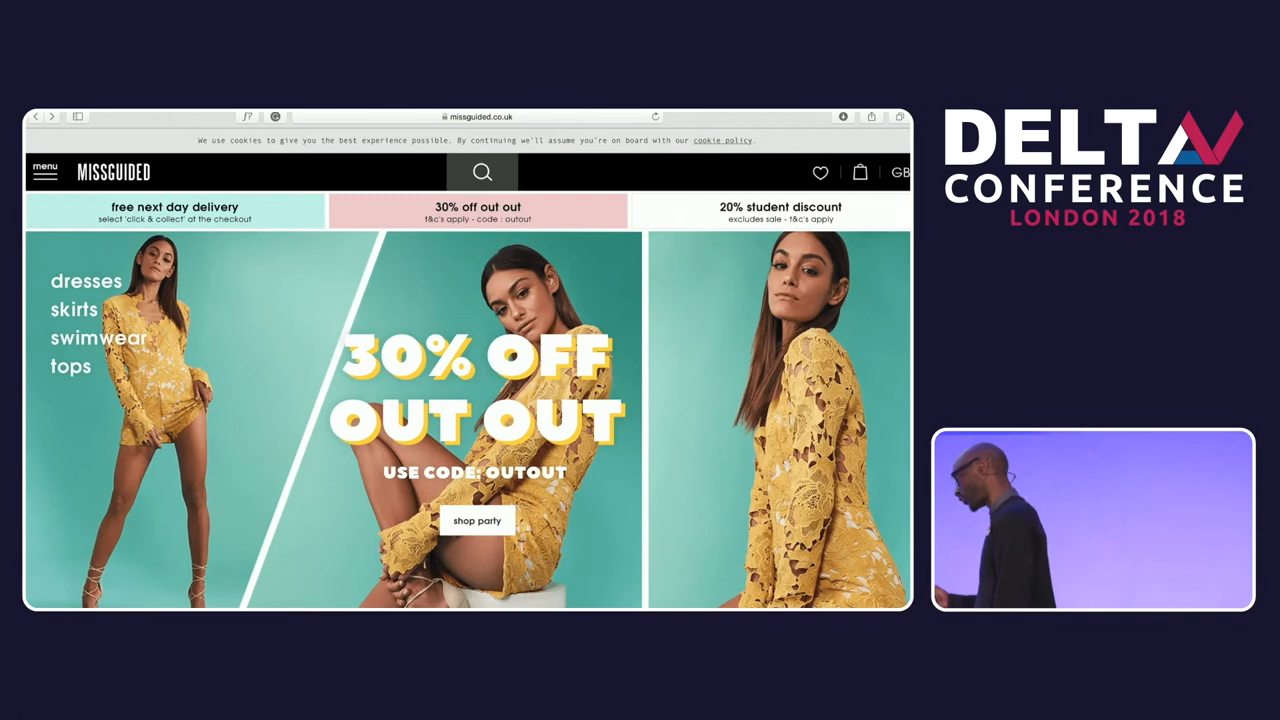 ƒ?
missguided.co.uk
We use cookies to give you the best experience possible. By continuing we'll assume you're on board with our cookie policy.
menu
MISSGUIDED
GB
free next day delivery
select 'click & collect' at the checkout
30% off out out
t&c's apply - code : outout
20% student discount
excludes sale - t&c's apply
dresses
skirts
swimwear
tops
30% OFF
OUT OUT
USE CODE: OUTOUT
shop party
DELTA V
CONFERENCE
LONDON 2018